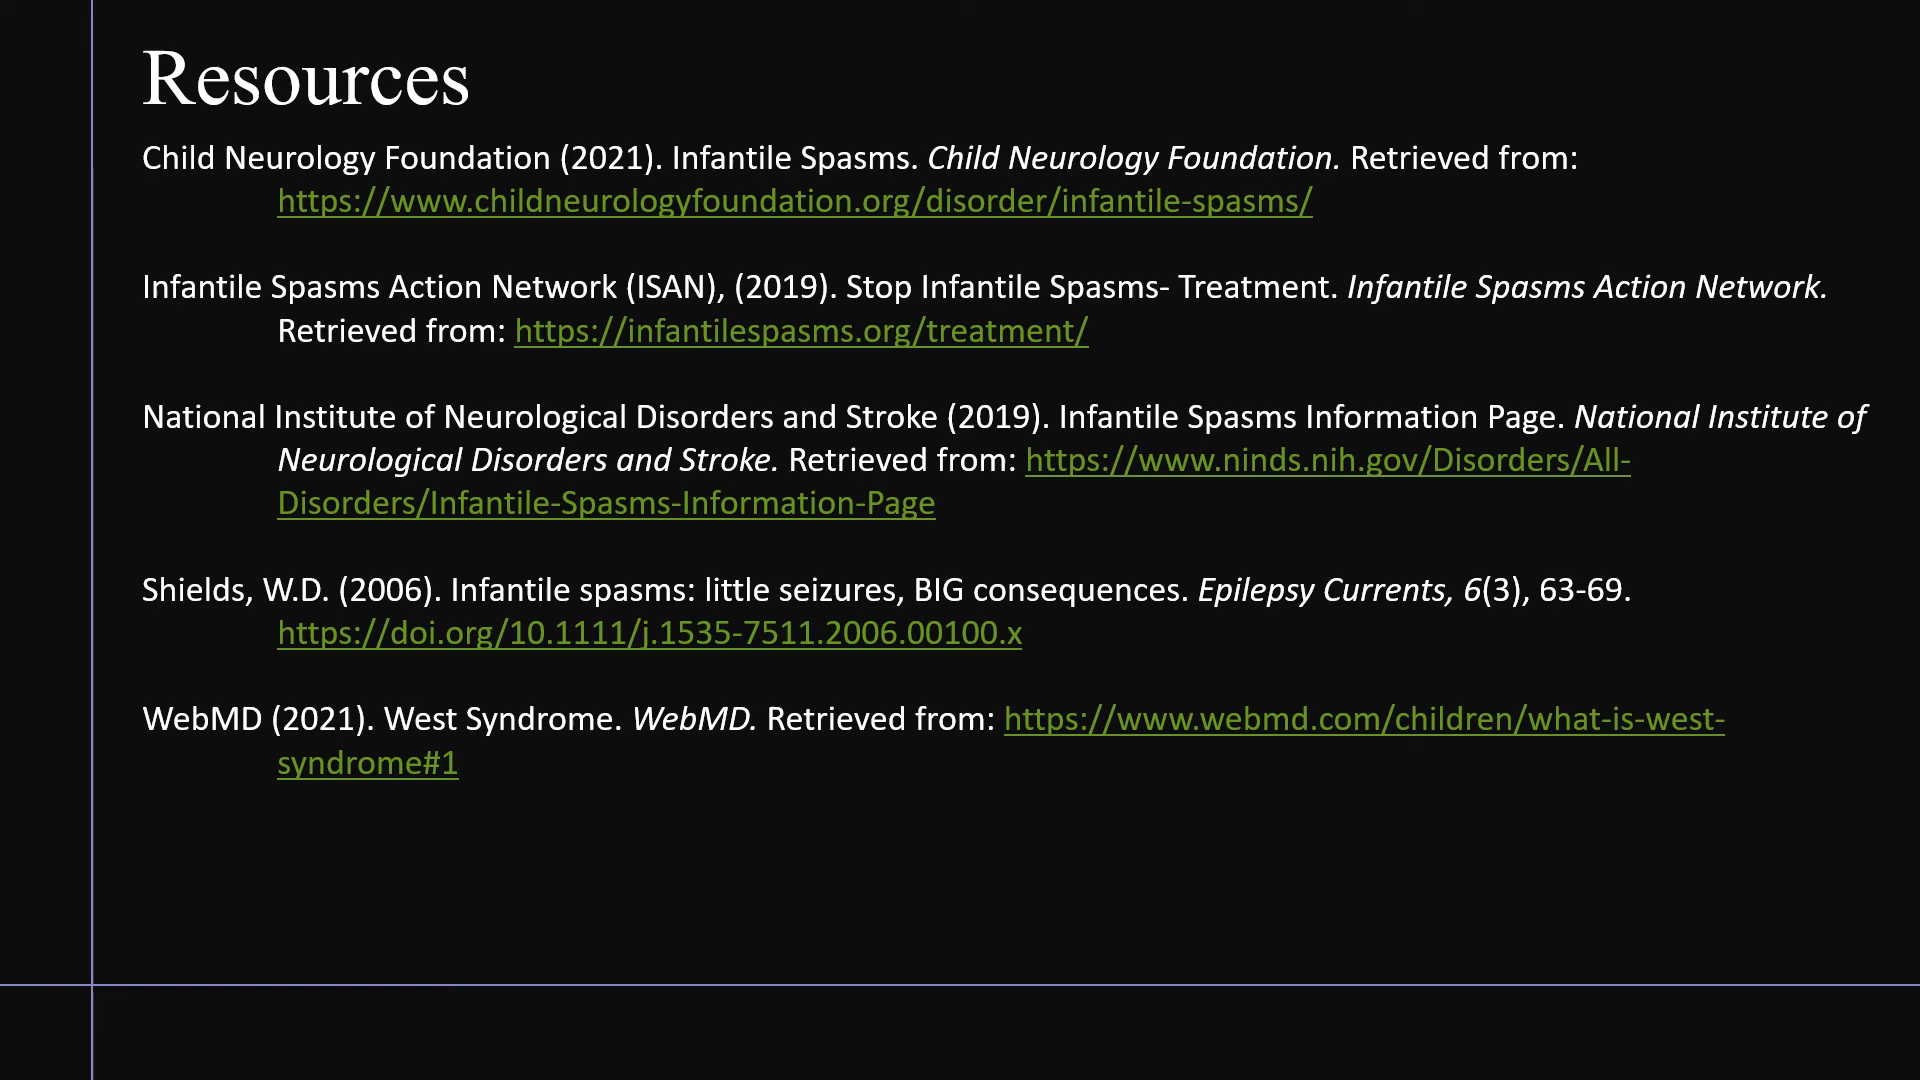 Resources
Child Neurology Foundation (2021). Infantile Spasms. Child Neurology Foundation. Retrieved from:
https://www.childneurologyfoundation.org/disorder/infantile-spasms/
Infantile Spasms Action Network (ISAN), (2019). Stop Infantile Spasms- Treatment. Infantile Spasms Action Network.
Retrieved from: https://infantilespasms.org/treatment/
National Institute of Neurological Disorders and Stroke (2019). Infantile Spasms Information Page. National Institute of
Neurological Disorders and Stroke. Retrieved from: https://www.ninds.nih.gov/Disorders/All-
Disorders/Infantile-Spasms-Information-Page
Shields, W.D. (2006). Infantile spasms: little seizures, BIG consequences. Epilepsy Currents, 6(3), 63-69.
https://doi.org/10.1111/j.1535-7511.2006.00100.x
WebMD (2021). West Syndrome. WebMD. Retrieved from: https://www.webmd.com/children/what-is-west-
syndrome#1